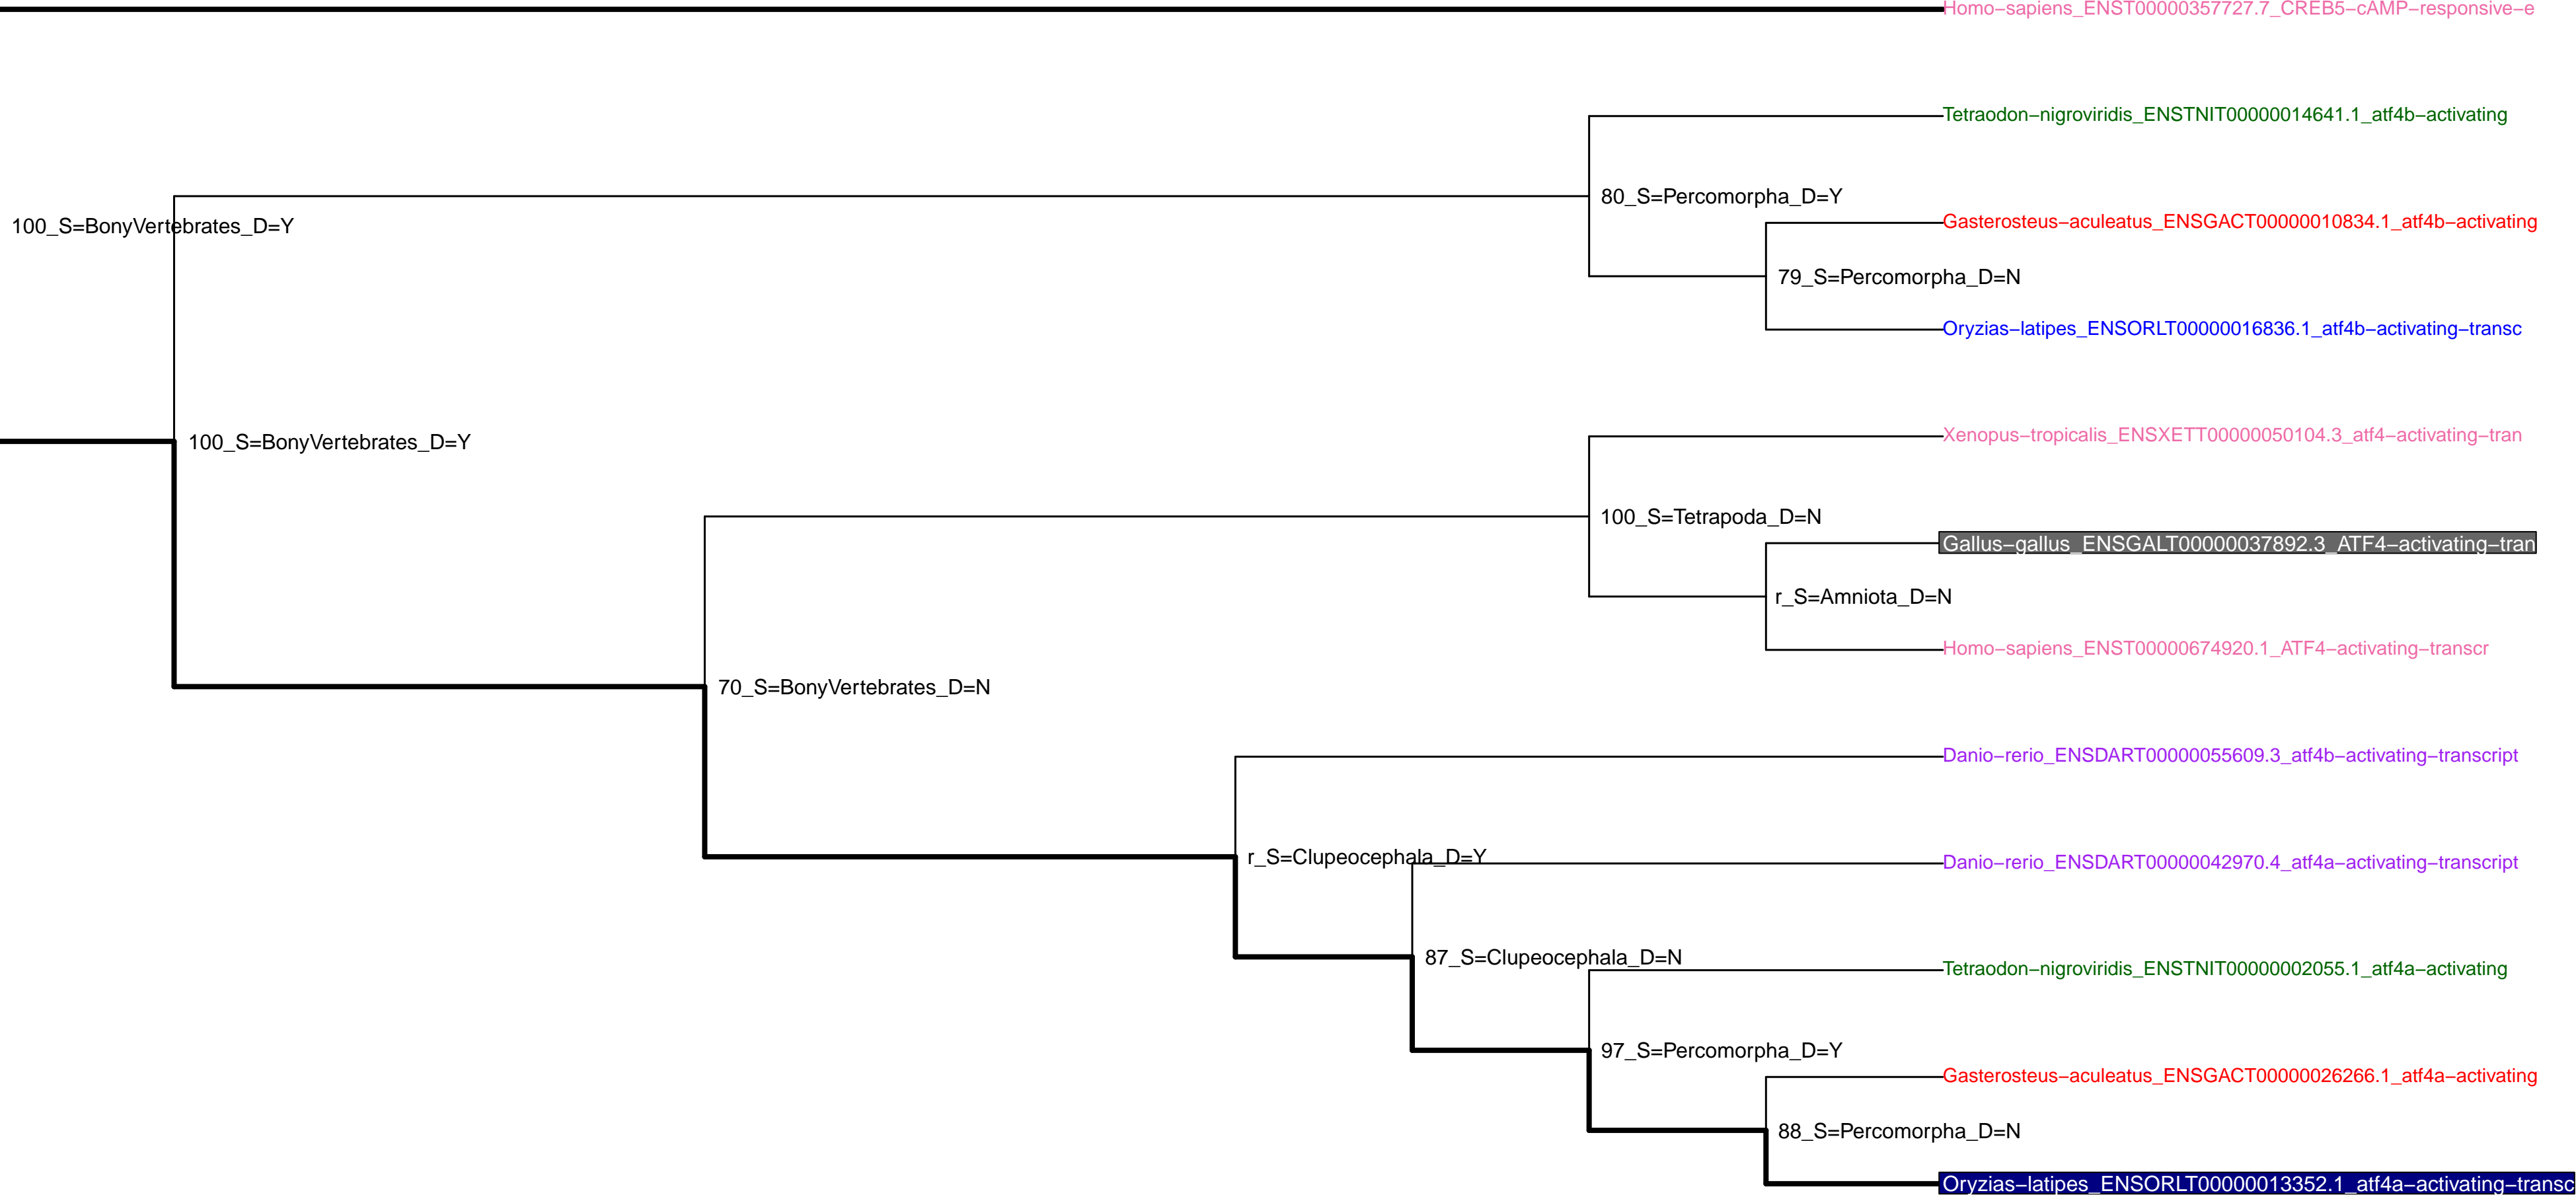 Homo−sapiens_ENST00000357727.7_CREB5−cAMP−responsive−e
Tetraodon−nigroviridis_ENSTNIT00000014641.1_atf4b−activating
80_S=Percomorpha_D=Y
Gasterosteus−aculeatus_ENSGACT00000010834.1_atf4b−activating
100_S=BonyVertebrates_D=Y
79_S=Percomorpha_D=N
Oryzias−latipes_ENSORLT00000016836.1_atf4b−activating−transc
Xenopus−tropicalis_ENSXETT00000050104.3_atf4−activating−tran
100_S=BonyVertebrates_D=Y
100_S=Tetrapoda_D=N
Gallus−gallus_ENSGALT00000037892.3_ATF4−activating−tran
r_S=Amniota_D=N
Homo−sapiens_ENST00000674920.1_ATF4−activating−transcr
70_S=BonyVertebrates_D=N
Danio−rerio_ENSDART00000055609.3_atf4b−activating−transcript
r_S=Clupeocephala_D=Y
Danio−rerio_ENSDART00000042970.4_atf4a−activating−transcript
87_S=Clupeocephala_D=N
Tetraodon−nigroviridis_ENSTNIT00000002055.1_atf4a−activating
97_S=Percomorpha_D=Y
Gasterosteus−aculeatus_ENSGACT00000026266.1_atf4a−activating
88_S=Percomorpha_D=N
Oryzias−latipes_ENSORLT00000013352.1_atf4a−activating−transc